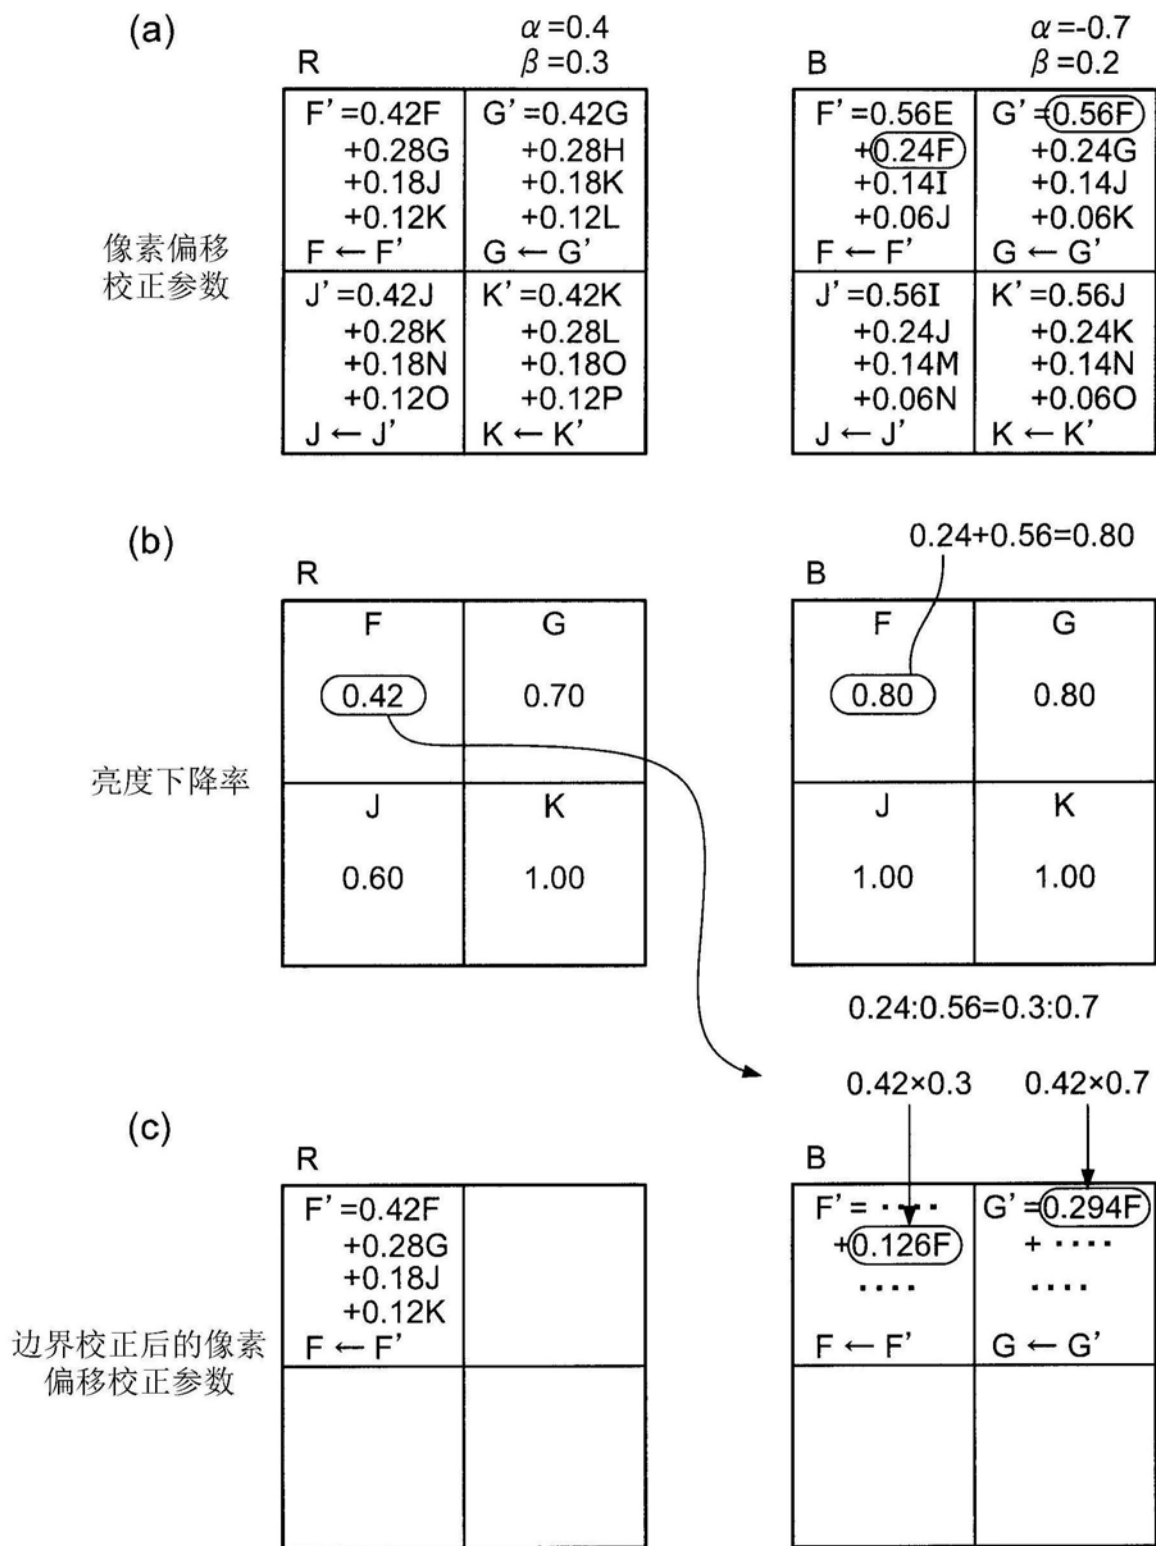 (a)
α=0.4
β=0.3
R
α=-0.7
β=0.2
B
像素偏移
校正参数
F'=0.42F
+0.28G
+0.18J
+0.12K
F ← F'
G'=0.42G
+0.28H
+0.18K
+0.12L
G ← G'
J'=0.42J
+0.28K
+0.18N
+0.12O
J ← J'
K'=0.42K
+0.28L
+0.18O
+0.12P
K ← K'
F'=0.56E
+0.24F
+0.14I
+0.06J
F ← F'
G'=0.56F
+0.24G
+0.14J
+0.06K
G ← G'
J'=0.56I
+0.24J
+0.14M
+0.06N
J ← J'
K'=0.56J
+0.24K
+0.14N
+0.06O
K ← K'
(b)
0.24+0.56=0.80
亮度下降率
R
F
0.42
G
0.70
J
0.60
K
1.00
B
F
0.80
G
0.80
J
1.00
K
1.00
0.24:0.56=0.3:0.7
0.42×0.3
0.42×0.7
(c)
边界校正后的像素
偏移校正参数
R
F'=0.42F
+0.28G
+0.18J
+0.12K
F ← F'
B
F'= ····
+0.126F
····
F ← F'
G'=0.294F
+ ····
····
G ← G'